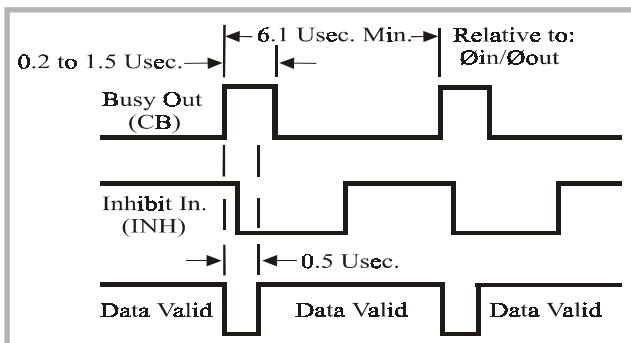 6.1 Usec. Min. Relative to:
0.2 to 1.5 Usec. Øin/Øout
Busy Out
(CB)
Inhibit In.
(INH)
0.5 Usec.
Data Valid Data Valid Data Valid